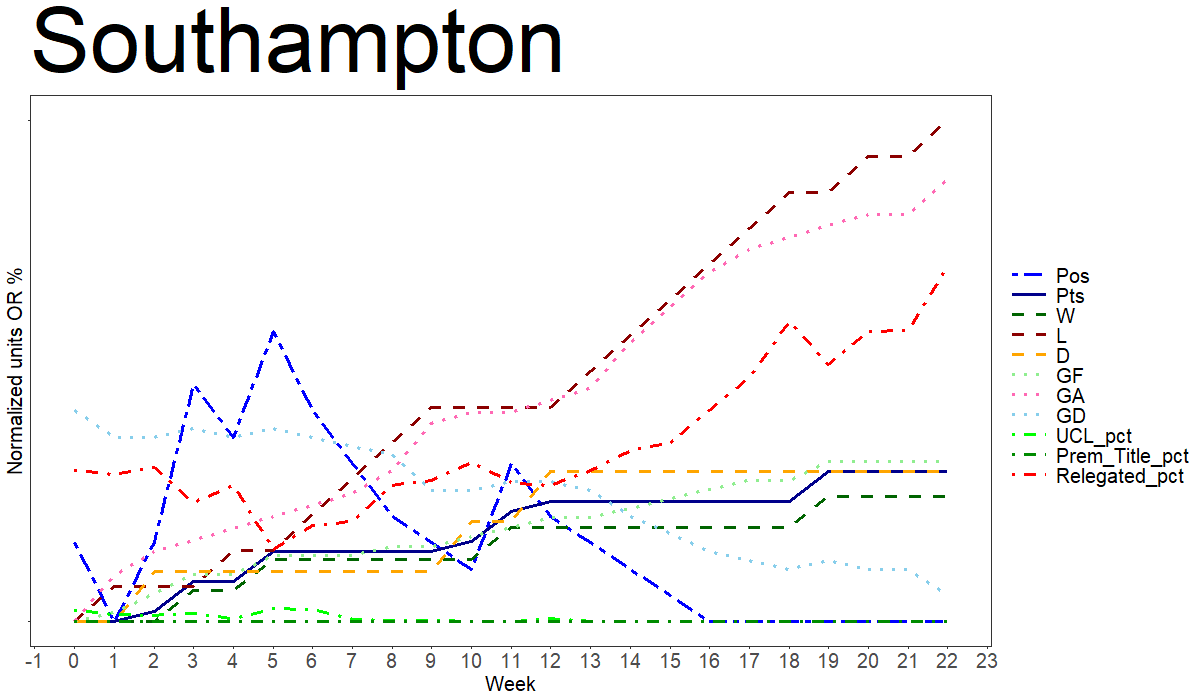 Southampton
Normalized units OR %
Pos
Pts
W
L
D
GF
GA
GD
UCL_pct
Prem_Title_pct
Relegated_pct
-1 0 1 2 3 4 5 6 7 8 9 10 11 12 13 14 15 16 17 18 19 20 21 22 23
Week